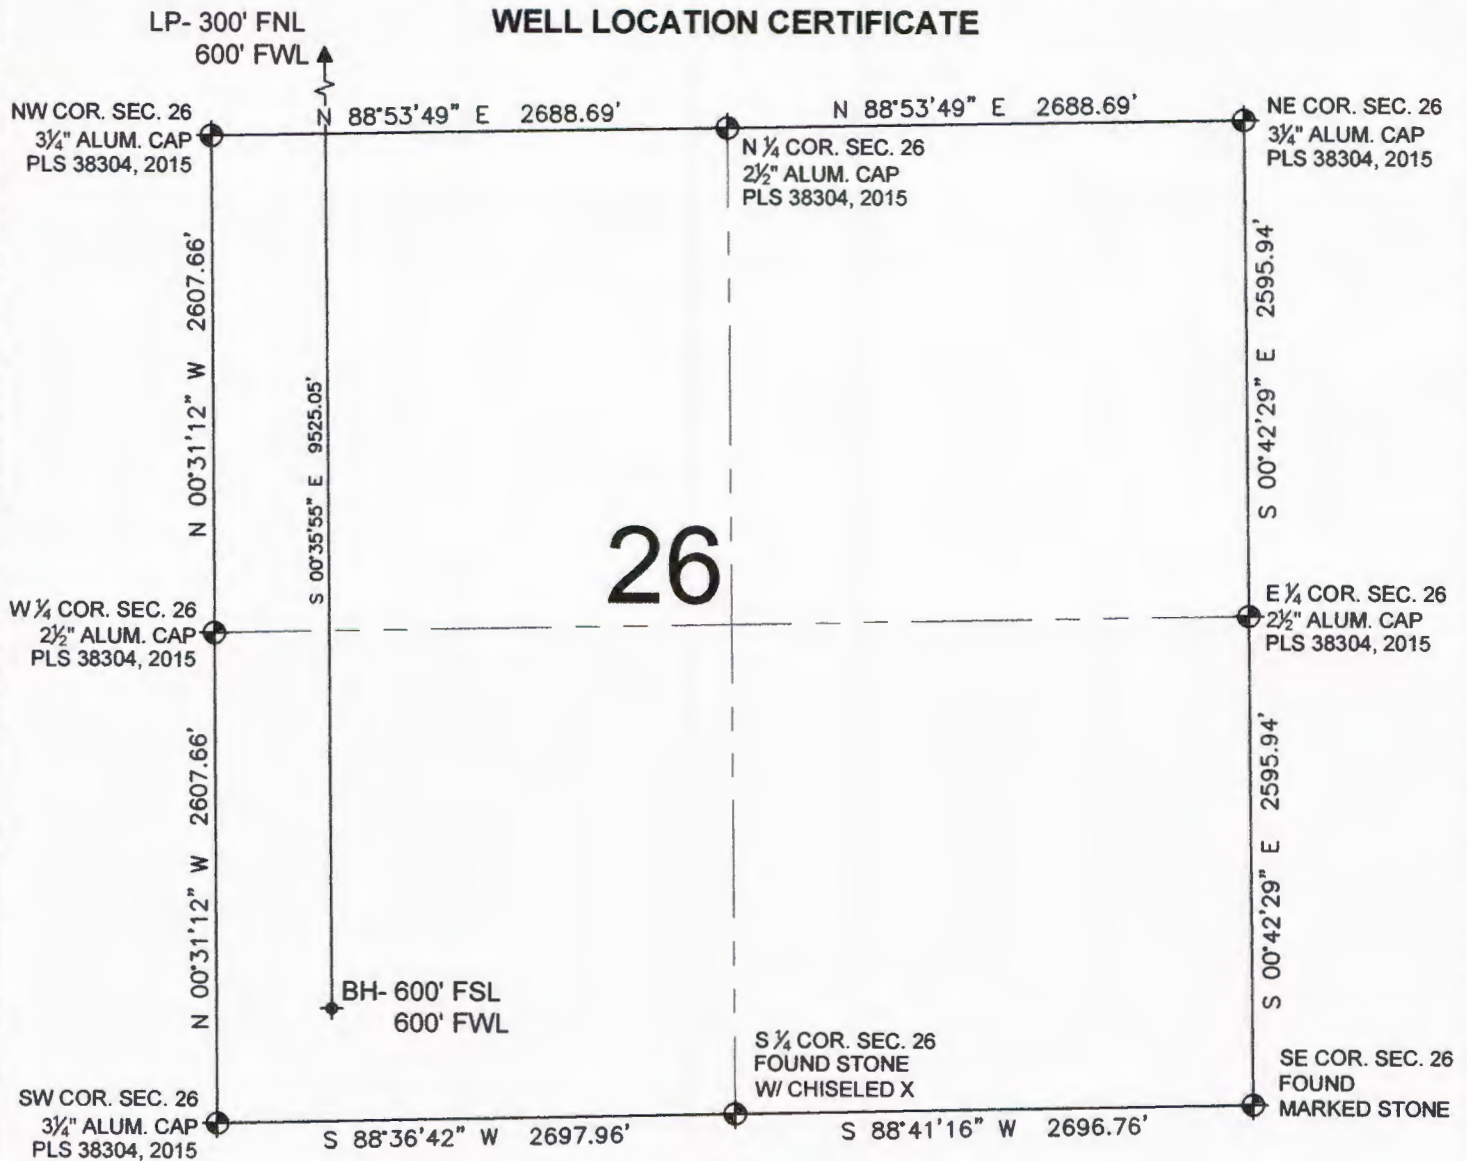 WELL LOCATION CERTIFICATE
LP- 300' FNL
600' FWL
NW COR. SEC. 26
3¼" ALUM. CAP
PLS 38304, 2015
N 88°53'49" E 2688.69'
N 88°53'49" E 2688.69'
NE COR. SEC. 26
3¼" ALUM. CAP
PLS 38304, 2015
N ¼ COR. SEC. 26
2½" ALUM. CAP
PLS 38304, 2015
N 00°31'12" W 2607.66'
S 00°35'55" E 9525.05'
S 00°42'29" E 2595.94'
26
W ¼ COR. SEC. 26
2½" ALUM. CAP
PLS 38304, 2015
E ¼ COR. SEC. 26
2½" ALUM. CAP
PLS 38304, 2015
N 00°31'12" W 2607.66'
S 00°42'29" E 2595.94'
BH- 600' FSL
600' FWL
S ¼ COR. SEC. 26
FOUND STONE
W/ CHISELED X
SE COR. SEC. 26
FOUND
MARKED STONE
SW COR. SEC. 26
3¼" ALUM. CAP
PLS 38304, 2015
S 88°36'42" W 2697.96'
S 88°41'16" W 2696.76'